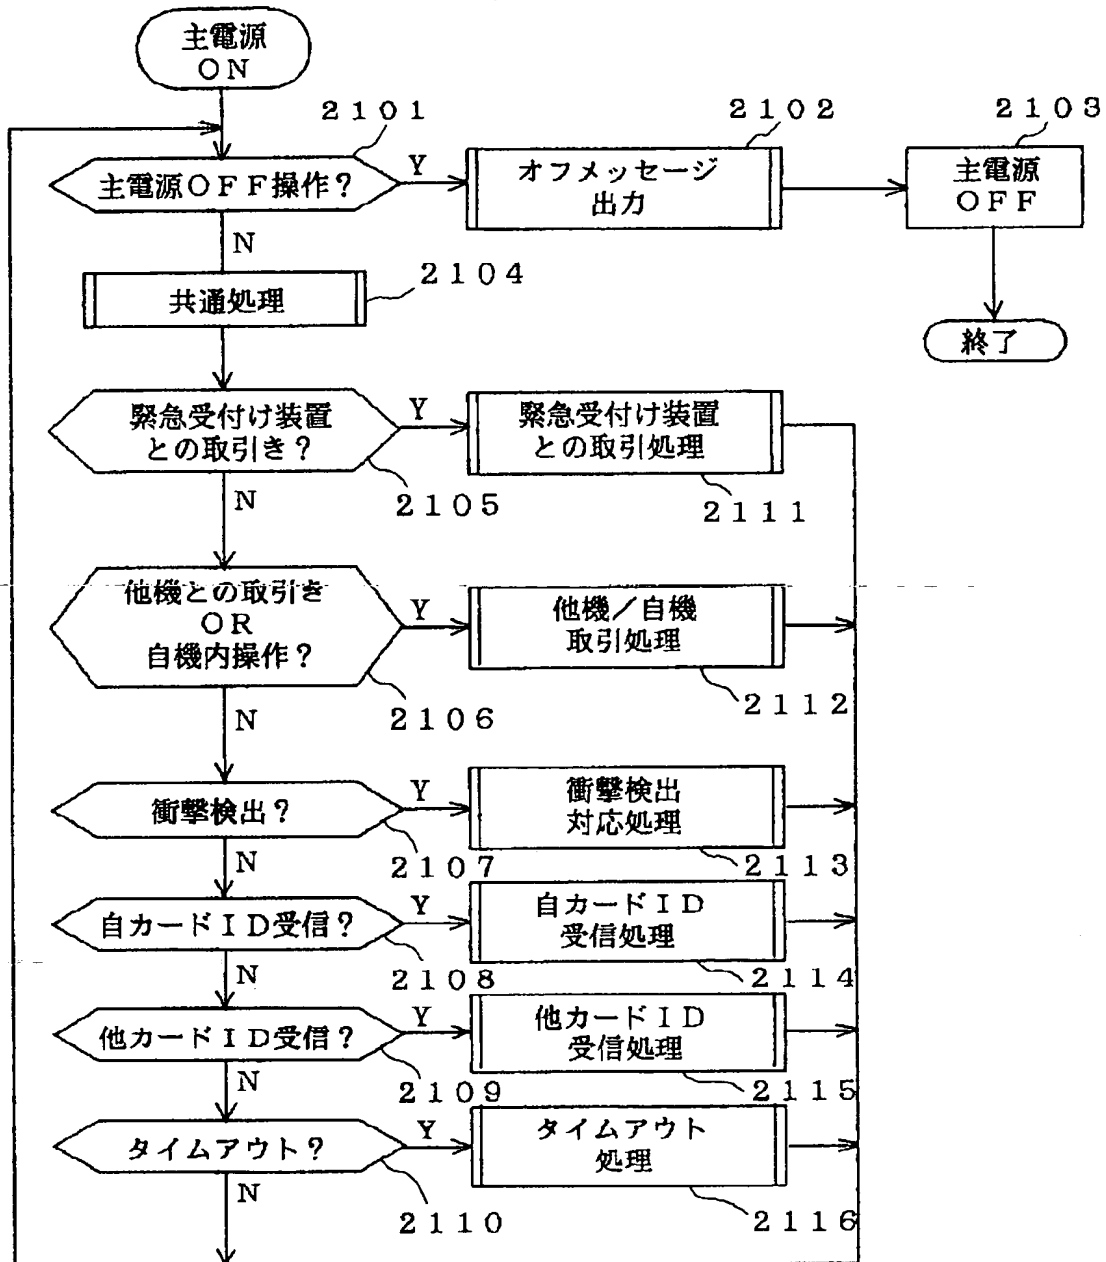 主電源
ＯＮ
２１０１
２１０２
２１０３
主電源ＯＦＦ操作？
Ｙ
オフメッセージ
出力
主電源
ＯＦＦ
Ｎ
２１０４
共通処理
終了
緊急受付け装置
との取引き？
Ｙ
緊急受付け装置
との取引処理
２１０５
２１１１
Ｎ
他機との取引き
ＯＲ
自機内操作？
Ｙ
他機／自機
取引処理
２１０６
２１１２
Ｎ
衝撃検出？
Ｙ
衝撃検出
対応処理
２１０７
２１１３
Ｎ
自カードＩＤ受信？
Ｙ
自カードＩＤ
受信処理
２１０８
２１１４
Ｎ
他カードＩＤ受信？
Ｙ
他カードＩＤ
受信処理
２１０９
２１１５
Ｎ
タイムアウト？
Ｙ
タイムアウト
処理
２１１０
２１１６
Ｎ